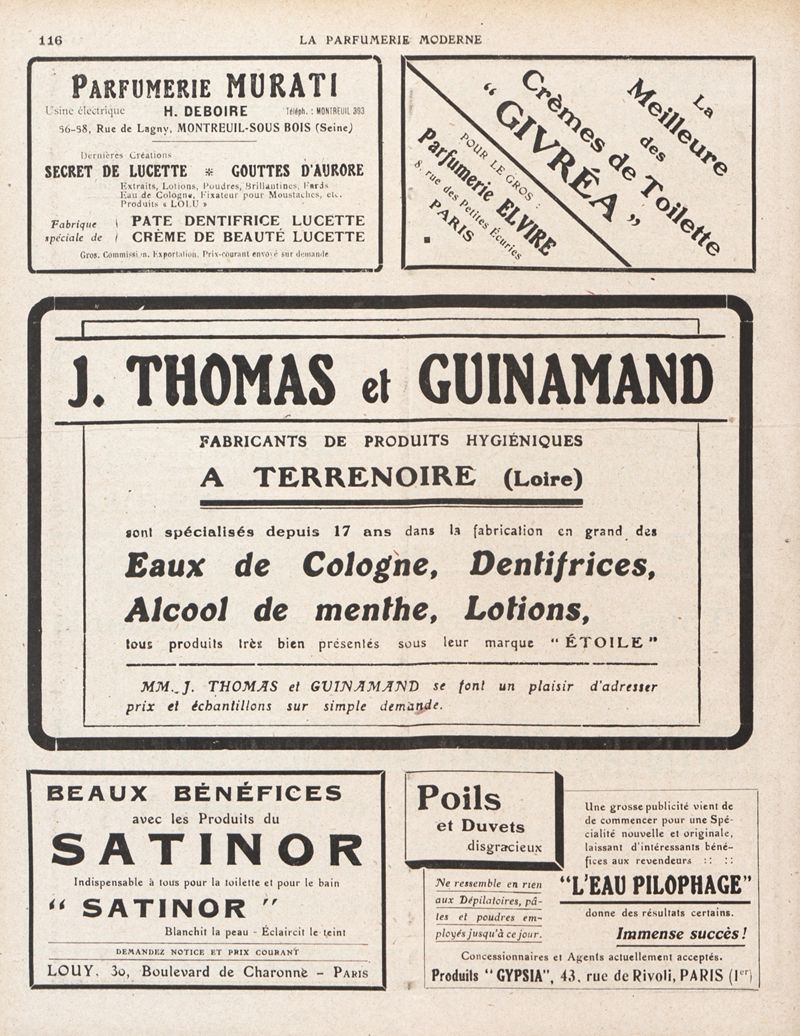 116
LA PARFUMERIE MODERNE
PARFUMERIE MURATI
Usine électrique H. DEBOIRE Téléph. : MONTREUIL 303
56-58, Rue de Lagny, MONTREUIL-SOUS BOIS (Seine)
Dernières Créations
SECRET DE LUCETTE * GOUTTES D'AURORE
Extraits, Lotions, Poudres, Brillantines, Fards
Eau de Cologne, Fixateur pour Moustaches, etc.
Produits « LOLU »
Fabrique spéciale de
PATE DENTIFRICE LUCETTE
CRÈME DE BEAUTÉ LUCETTE
Gros. Commission. Exportation. Prix-courant envoyé sur demande
La
Meilleure
des
Crèmes de Toilette
“ GIVRÉA ”
POUR LE GROS :
Parfumerie ELVIRE
8, rue des Petites Écuries
PARIS
J. THOMAS et GUINAMAND
FABRICANTS DE PRODUITS HYGIÉNIQUES
A TERRENOIRE (Loire)
sont spécialisés depuis 17 ans dans la fabrication en grand des
Eaux de Cologne, Dentifrices,
Alcool de menthe, Lotions,
tous produits très bien présentés sous leur marque “ ÉTOILE ”
MM. J. THOMAS et GUINAMAND se font un plaisir d'adresser
prix et échantillons sur simple demande.
BEAUX BÉNÉFICES
avec les Produits du
SATINOR
Indispensable à tous pour la toilette et pour le bain
“ SATINOR ”
Blanchit la peau - Éclaircit le teint
DEMANDEZ NOTICE ET PRIX COURANT
LOUY, 30, Boulevard de Charonne - PARIS
Poils
et Duvets
disgracieux
Ne ressemble en rien
aux Dépilatoires, pâ-
tes et poudres em-
ployés jusqu'à ce jour.
Une grosse publicité vient de
de commencer pour une Spé-
cialité nouvelle et originale,
laissant d'intéressants béné-
fices aux revendeurs :: ::
“L'EAU PILOPHAGE”
donne des résultats certains.
Immense succès !
Concessionnaires et Agents actuellement acceptés.
Produits “ GYPSIA”, 43, rue de Rivoli, PARIS (Ier)